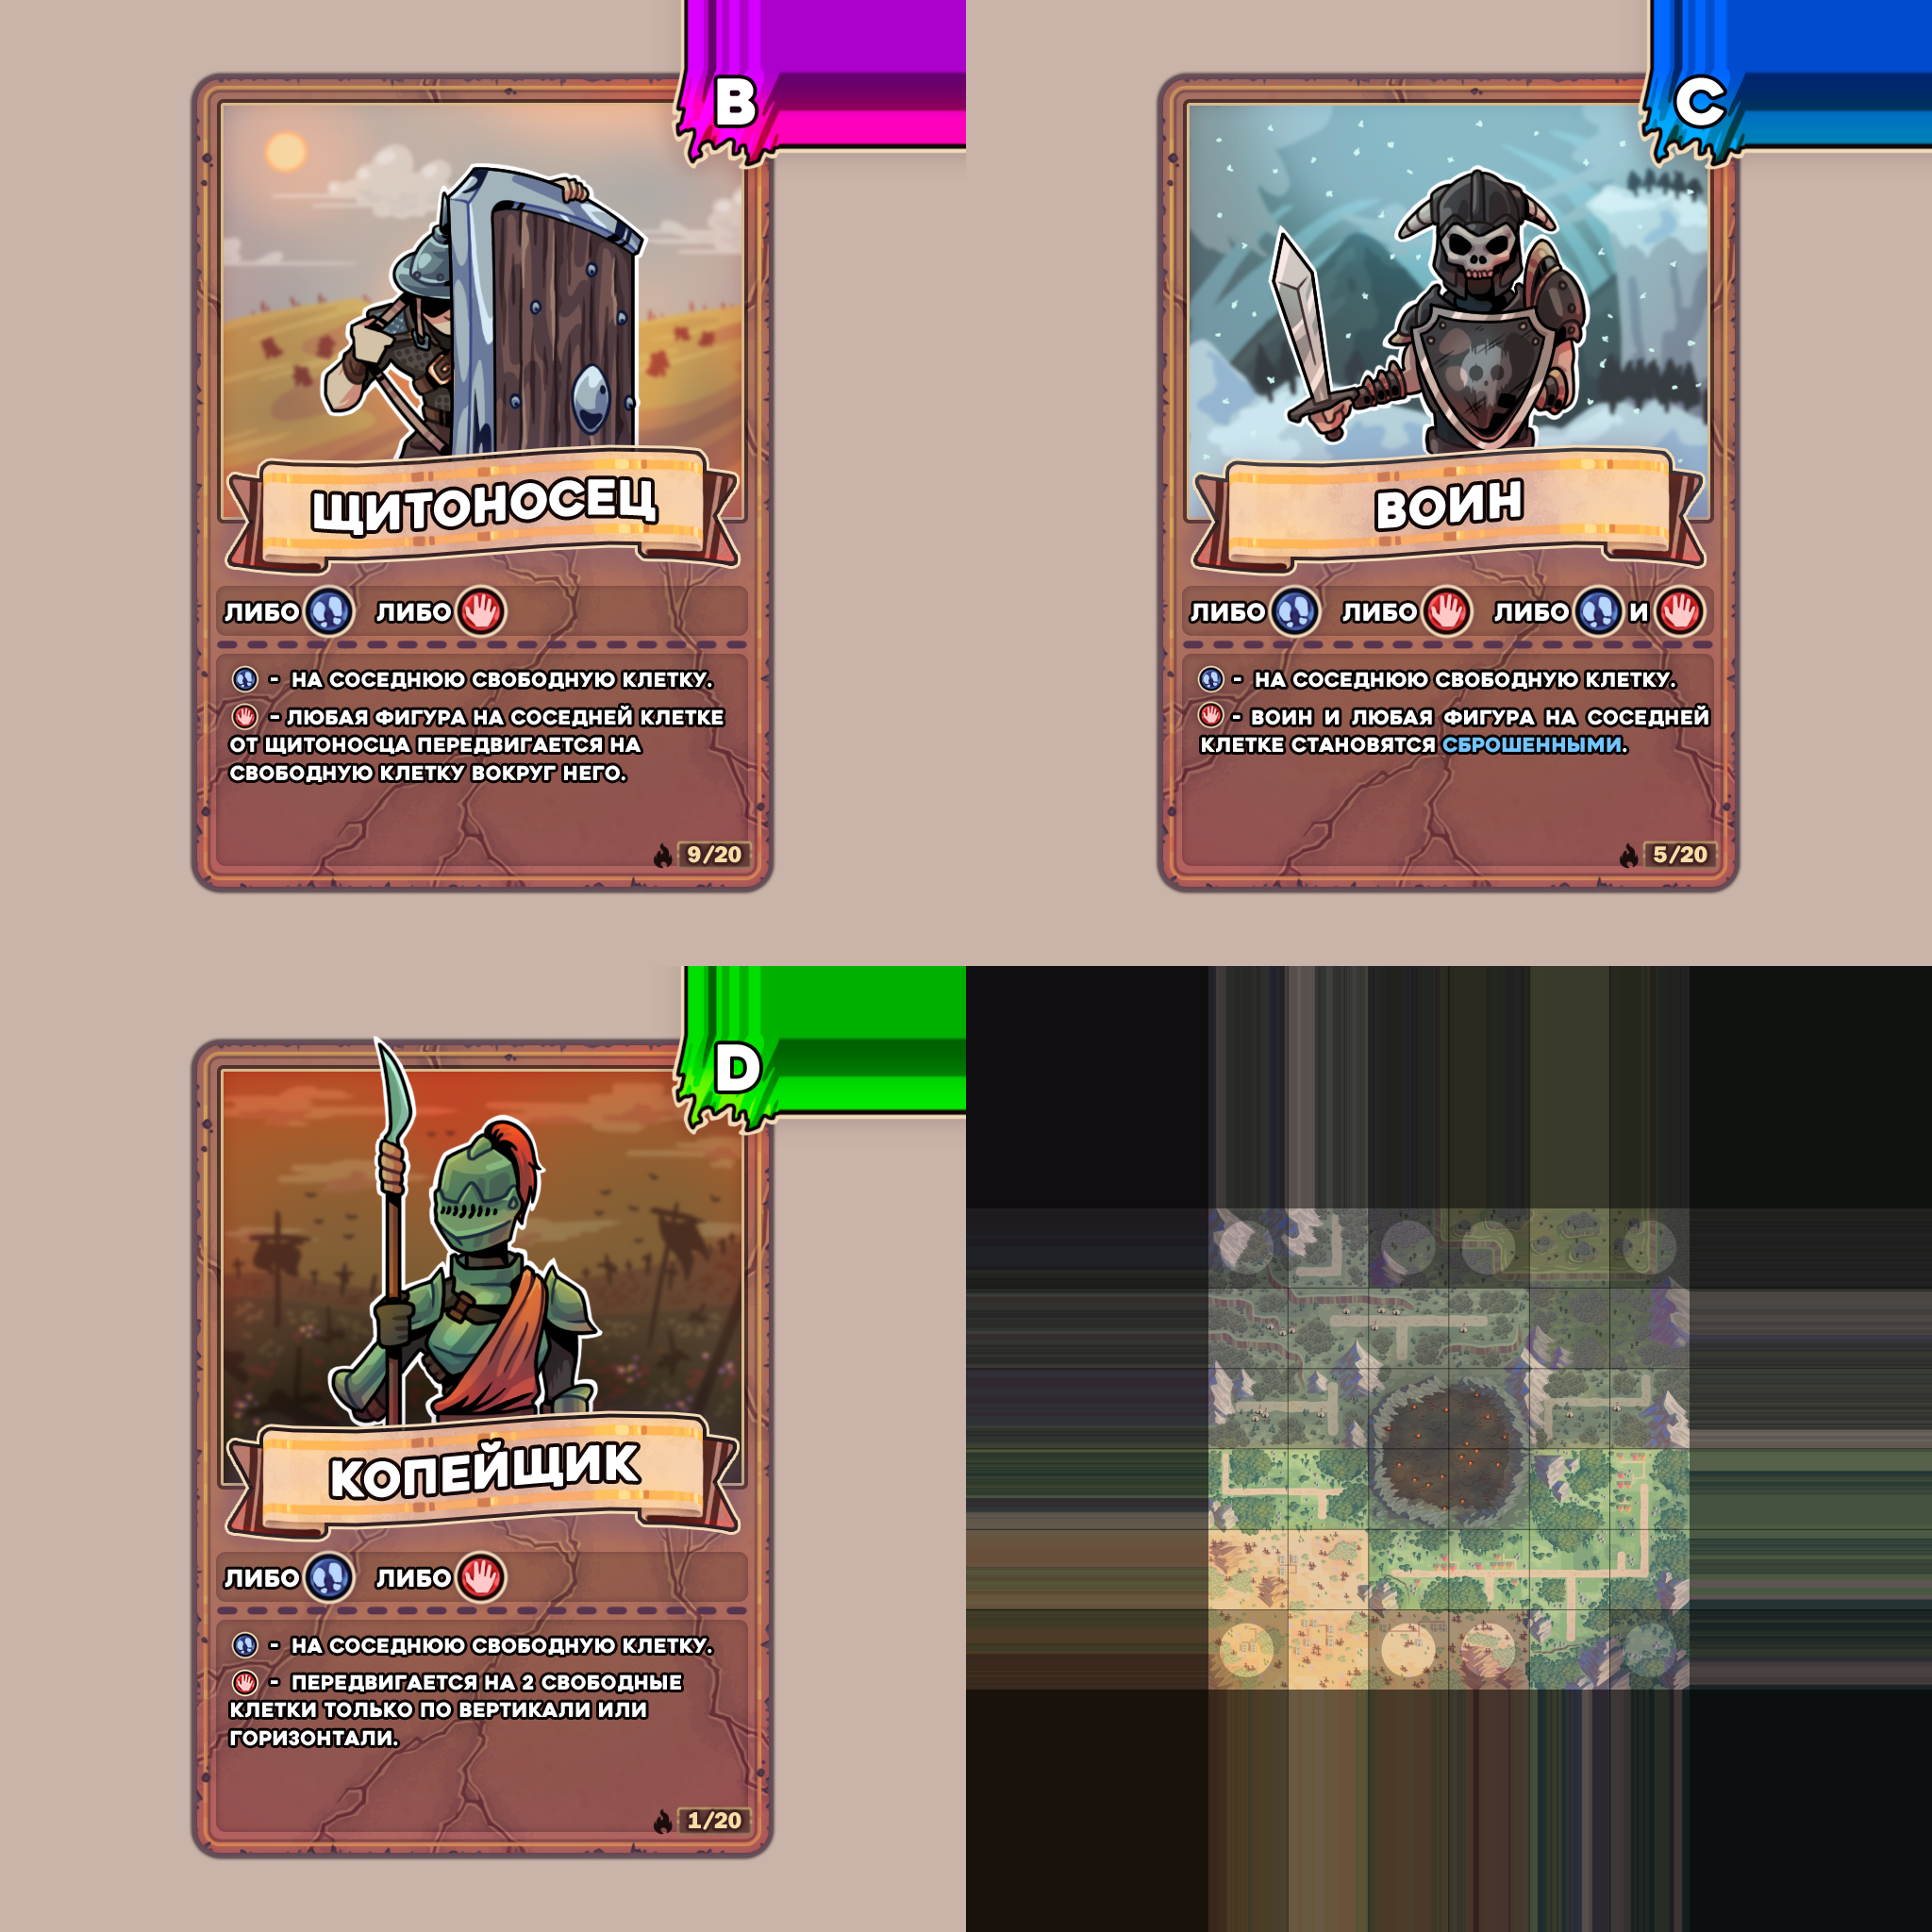 B
ЩИТОНОСЕЦ
ЛИБО ЛИБО
- НА СОСЕДНЮЮ СВОБОДНУЮ КЛЕТКУ.
- ЛЮБАЯ ФИГУРА НА СОСЕДНЕЙ КЛЕТКЕ
ОТ ЩИТОНОСЦА ПЕРЕДВИГАЕТСЯ НА
СВОБОДНУЮ КЛЕТКУ ВОКРУГ НЕГО.
9/20
C
ВОИН
ЛИБО ЛИБО ЛИБО И
- НА СОСЕДНЮЮ СВОБОДНУЮ КЛЕТКУ.
- ВОИН И ЛЮБАЯ ФИГУРА НА СОСЕДНЕЙ
КЛЕТКЕ СТАНОВЯТСЯ СБРОШЕННЫМИ.
5/20
D
КОПЕЙЩИК
ЛИБО ЛИБО
- НА СОСЕДНЮЮ СВОБОДНУЮ КЛЕТКУ.
- ПЕРЕДВИГАЕТСЯ НА 2 СВОБОДНЫЕ
КЛЕТКИ ТОЛЬКО ПО ВЕРТИКАЛИ ИЛИ
ГОРИЗОНТАЛИ.
1/20